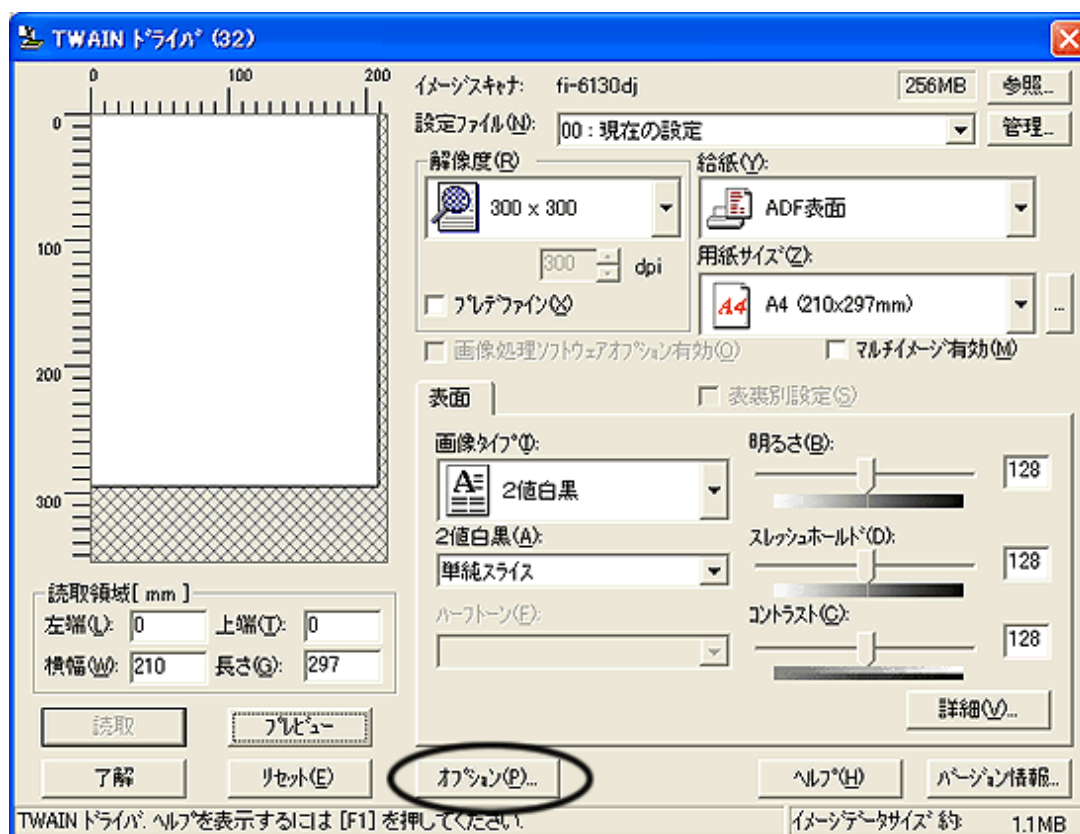 TWAIN ドライバ (32)
0 100 200
0
100
200
300
イメージスキャナ: fi-6130dj 256MB 参照...
設定ファイル(N): 00 : 現在の設定 管理...
解像度(R)
300 x 300
300 dpi
プレデファイン(X)
給紙(Y):
ADF表面
用紙サイズ(Z):
A4 A4 (210x297mm) ...
画像処理ソフトウェアオプション有効(O) マルチイメージ有効(M)
表面 表裏別設定(S)
画像タイプ(I):
2値白黒
2値白黒(A):
単純スライス
ハーフトーン(F):
明るさ(B):
128
スレッショホールド(D):
128
コントラスト(C):
128
詳細(V)...
読取領域[ mm ]
左端(L): 0 上端(T): 0
横幅(W): 210 長さ(G): 297
読取 プレビュー
了解 リセット(E) オプション(P)... ヘルプ(H) バージョン情報...
TWAIN ドライバ. ヘルプを表示するには [F1] を押してください. イメージデータサイズ 約: 1.1MB